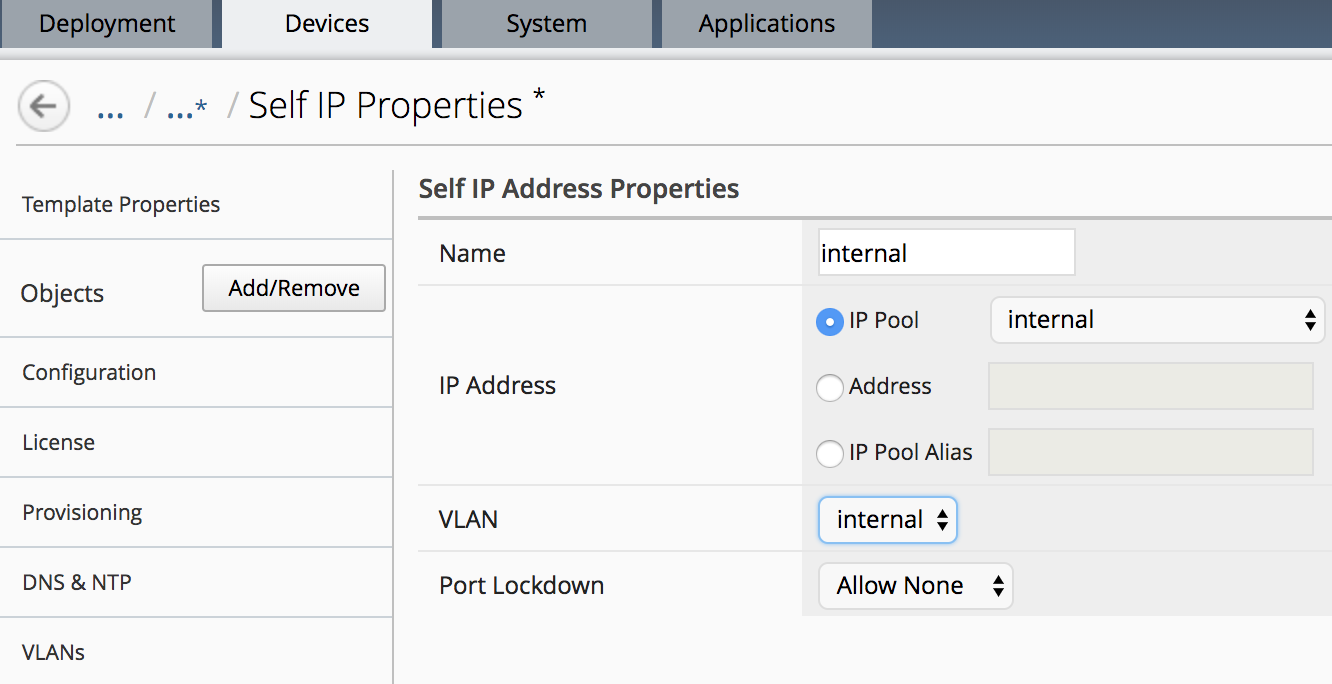 Deployment Devices System Applications
... / ...* / Self IP Properties *
Template Properties
Objects Add/Remove
Configuration
License
Provisioning
DNS & NTP
VLANs
Self IP Address Properties
Name internal
IP Address
IP Pool internal
Address
IP Pool Alias
VLAN internal
Port Lockdown Allow None